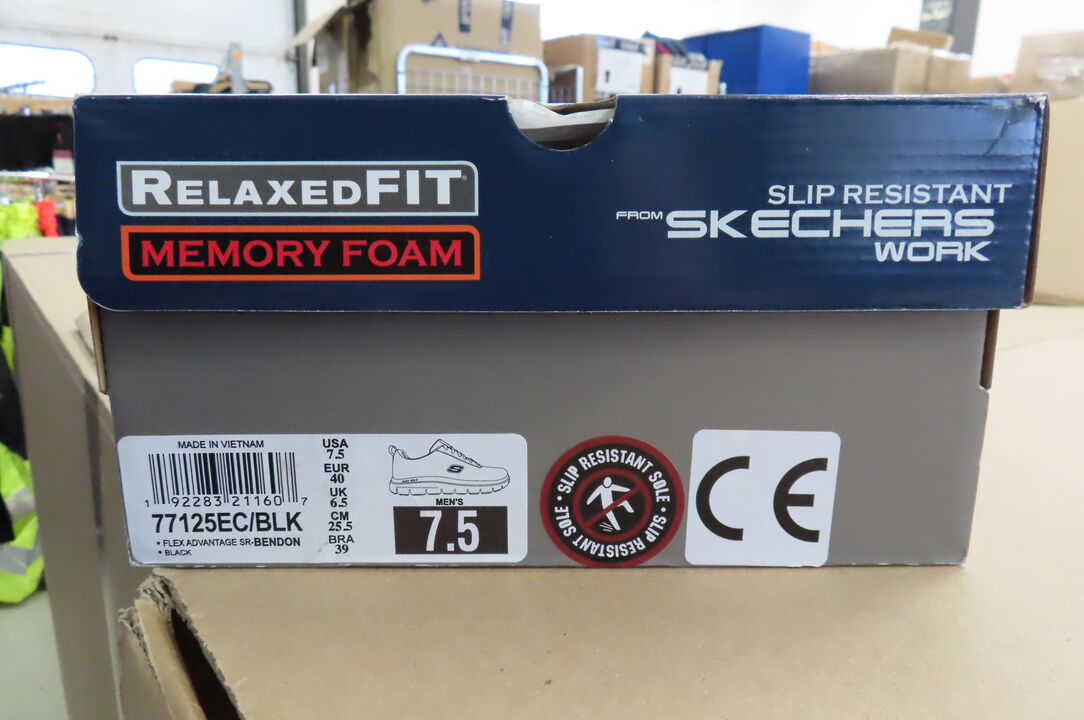 RELAXEDFIT
MEMORY FOAM
SLIP RESISTANT
FROM SKECHERS
WORK
MADE IN VIETNAM
1 92283 21160 7
77125EC/BLK
• FLEX ADVANTAGE SR-BENDON
• BLACK
USA
7.5
EUR
40
UK
6.5
CM
25.5
BRA
39
MEN'S
7.5
SLIP RESISTANT SOLE • SLIP RESISTANT SOLE •
CE